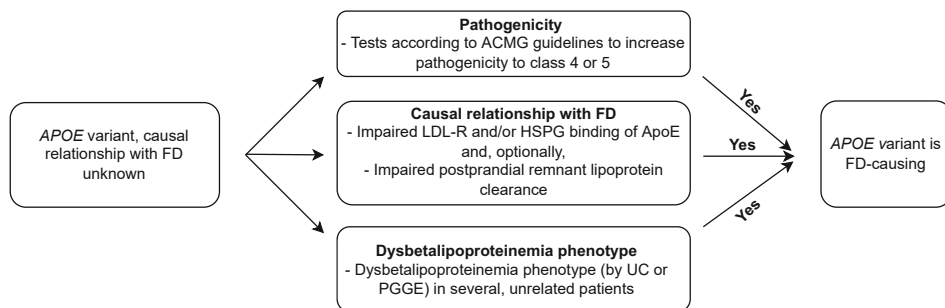 APOE variant, causal
relationship with FD
unknown
Pathogenicity
- Tests according to ACMG guidelines to increase
pathogenicity to class 4 or 5
Causal relationship with FD
- Impaired LDL-R and/or HSPG binding of ApoE
and, optionally,
- Impaired postprandial remnant lipoprotein
clearance
Dysbetalipoproteinemia phenotype
- Dysbetalipoproteinemia phenotype (by UC or
PGGE) in several, unrelated patients
Yes
Yes
Yes
APOE variant is
FD-causing